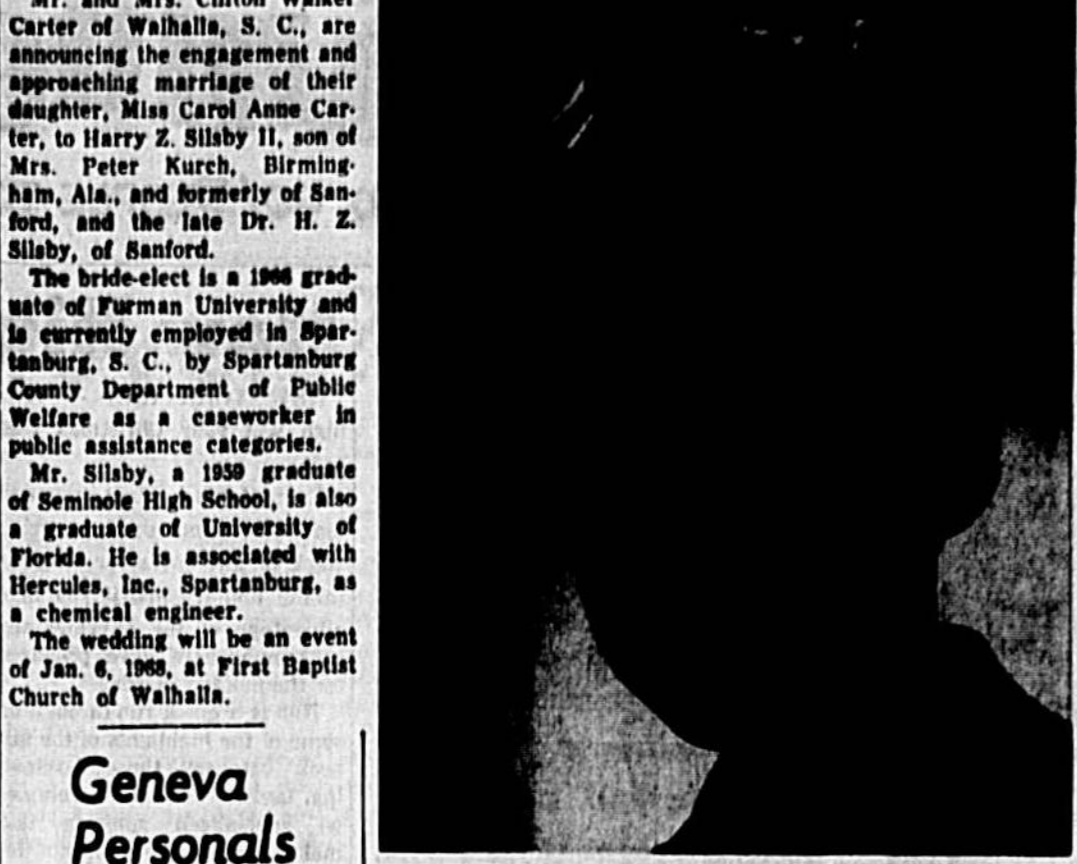 Mr. and Mrs. Clifton Walker
Carter of Walhalla, S. C., are
announcing the engagement and
approaching marriage of their
daughter, Miss Carol Anne Car-
ter, to Harry Z. Silsby II, son of
Mrs. Peter Kurch, Birming-
ham, Ala., and formerly of San-
ford, and the late Dr. H. Z.
Silsby, of Sanford.
The bride-elect is a 1966 grad-
uate of Furman University and
is currently employed in Spar-
tanburg, S. C., by Spartanburg
County Department of Public
Welfare as a caseworker in
public assistance categories.
Mr. Silsby, a 1959 graduate
of Seminole High School, is also
a graduate of University of
Florida. He is associated with
Hercules, Inc., Spartanburg, as
a chemical engineer.
The wedding will be an event
of Jan. 6, 1968, at First Baptist
Church of Walhalla.
Geneva
Personals